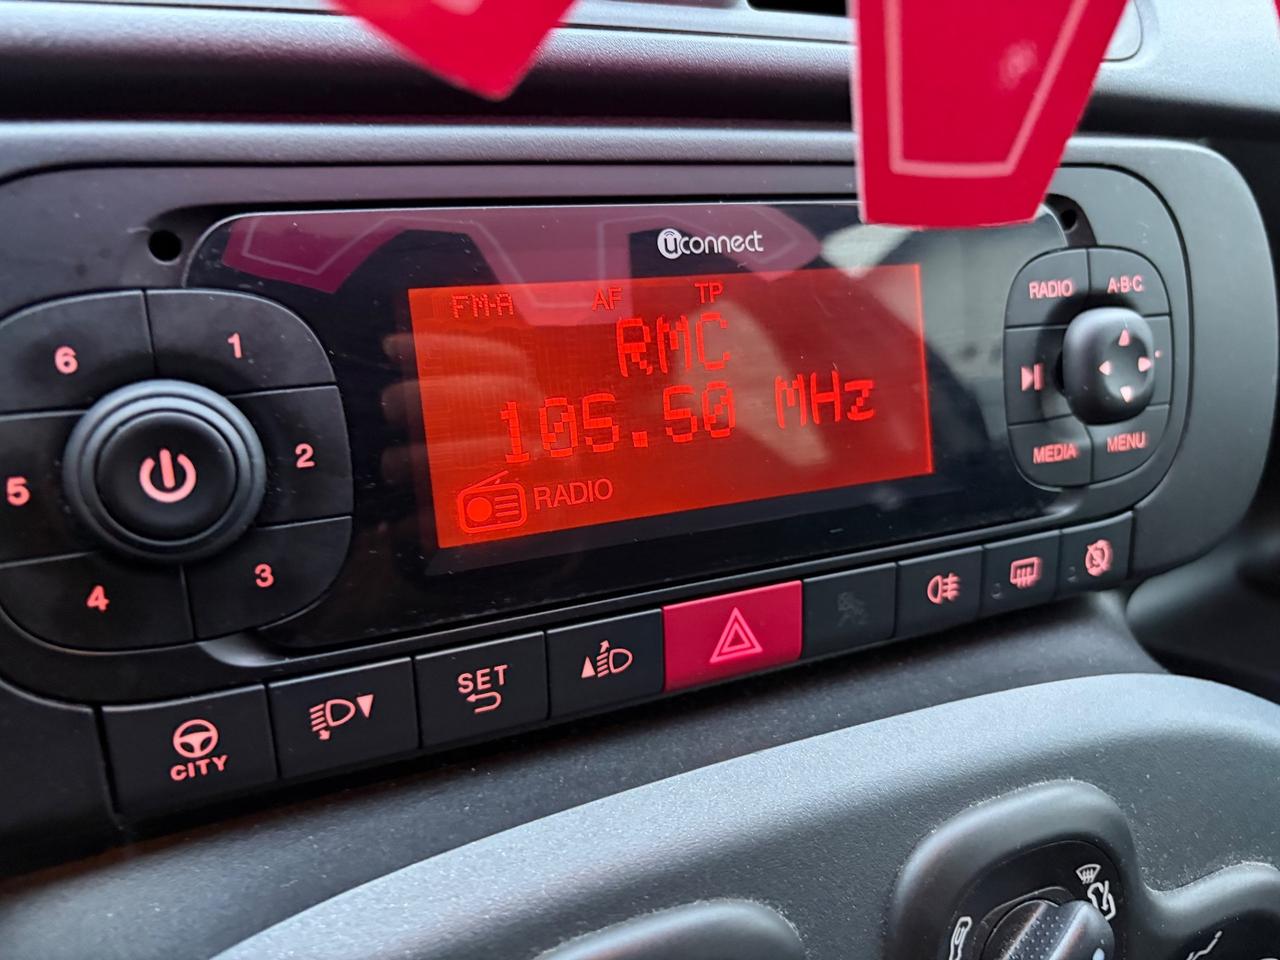 uconnect
FM-A AF TP
RMC
105.50 MHz
RADIO
6 1
5 2
4 3
RADIO A·B·C
MEDIA MENU
CITY
SET